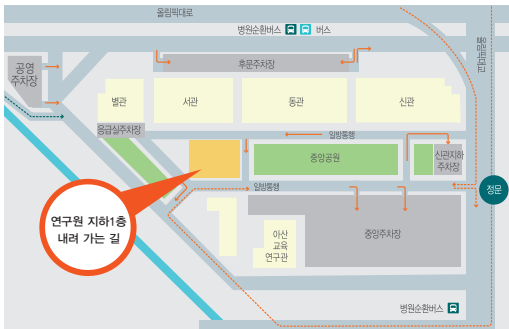 올림픽대로
병원순환버스 버스
올림픽대교
공영
주차장
후문주차장
별관
서관
동관
신관
응급실주차장
일방통행
중앙공원
신관지하
주차장
일방통행
정문
연구원 지하1층
내려 가는 길
아산
교육
연구관
중앙주차장
병원순환버스